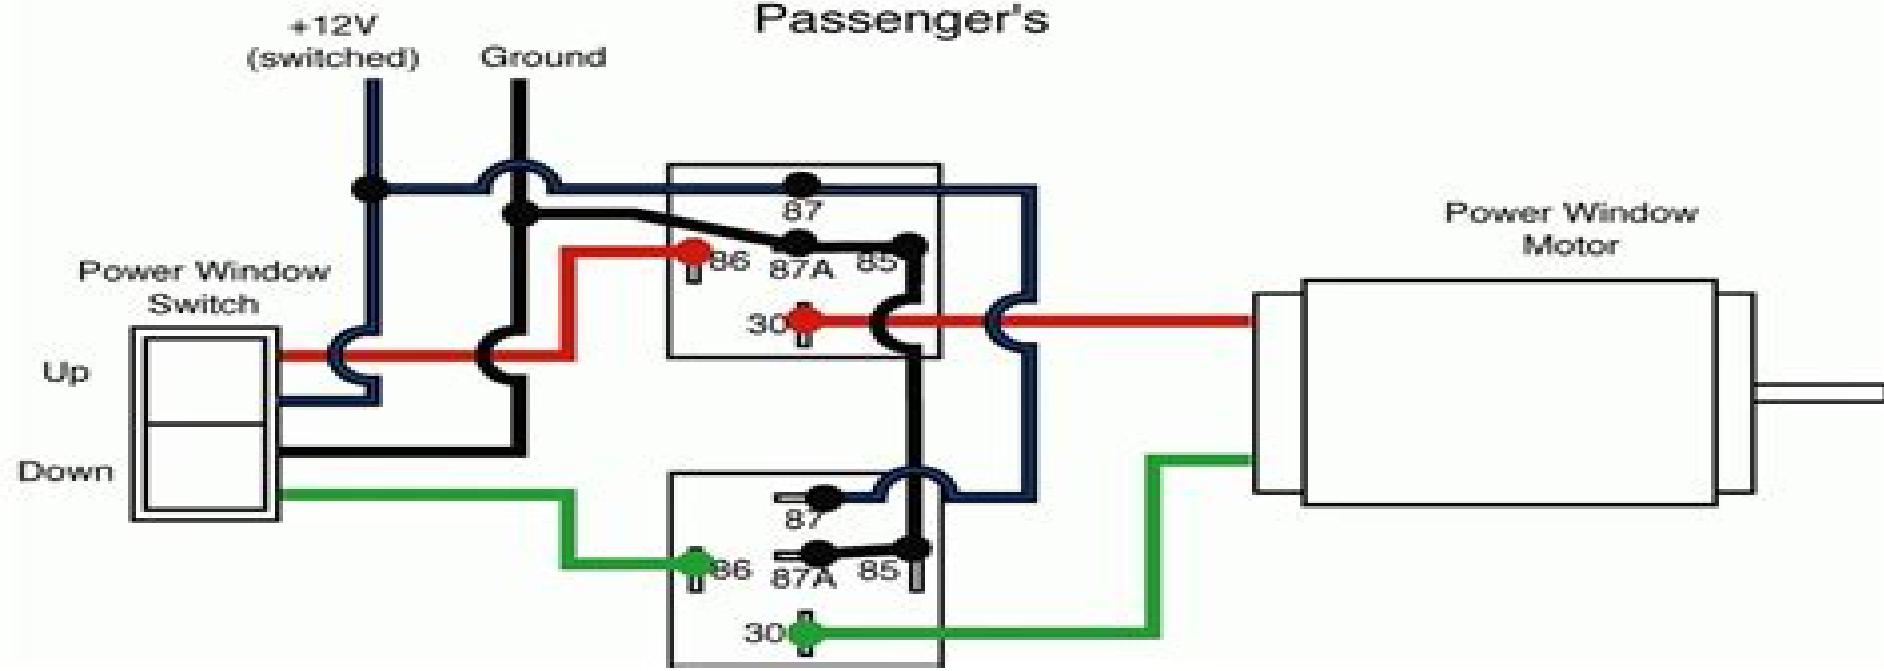 Passenger's
+12V
(switched)
Ground
87
86
87A
85
30
Power Window
Switch
Up
Down
Power Window
Motor
87
86
87A
85
30